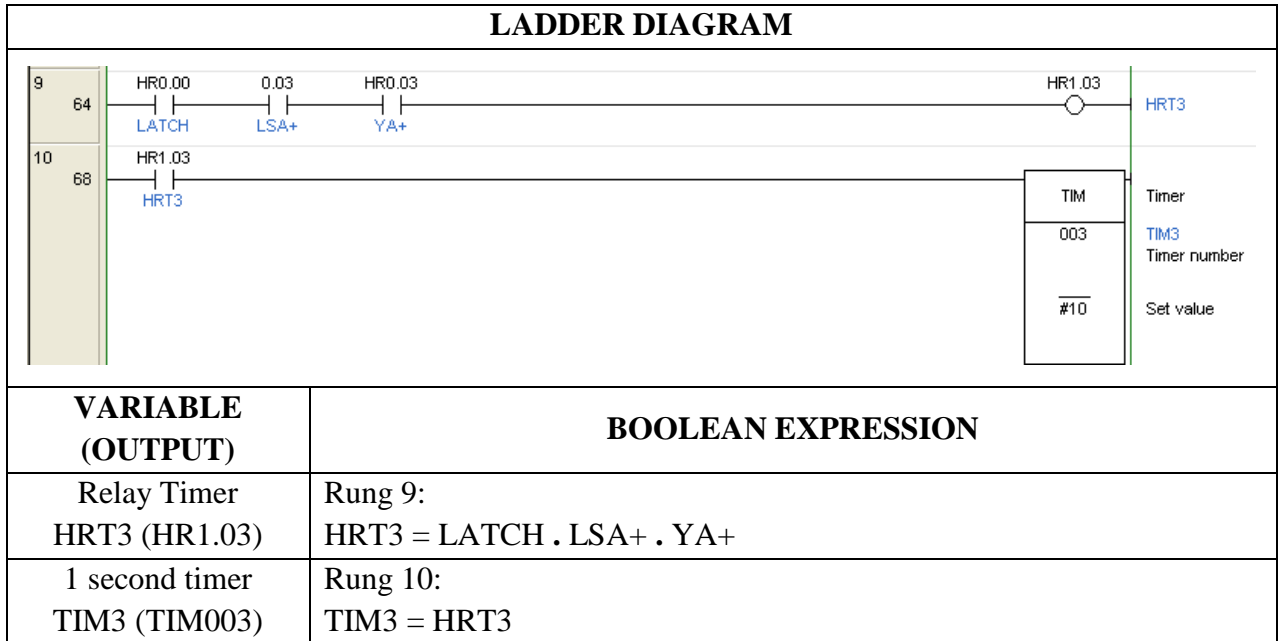 LADDER DIAGRAM
9
64
HR0.00 0.03 HR0.03 HR1.03
LATCH LSA+ YA+ HRT3
10
68
HR1.03
HRT3
TIM Timer
003 TIM3
Timer number
#10 Set value
VARIABLE
(OUTPUT)
BOOLEAN EXPRESSION
Relay Timer
HRT3 (HR1.03)
Rung 9:
HRT3 = LATCH . LSA+ . YA+
1 second timer
TIM3 (TIM003)
Rung 10:
TIM3 = HRT3